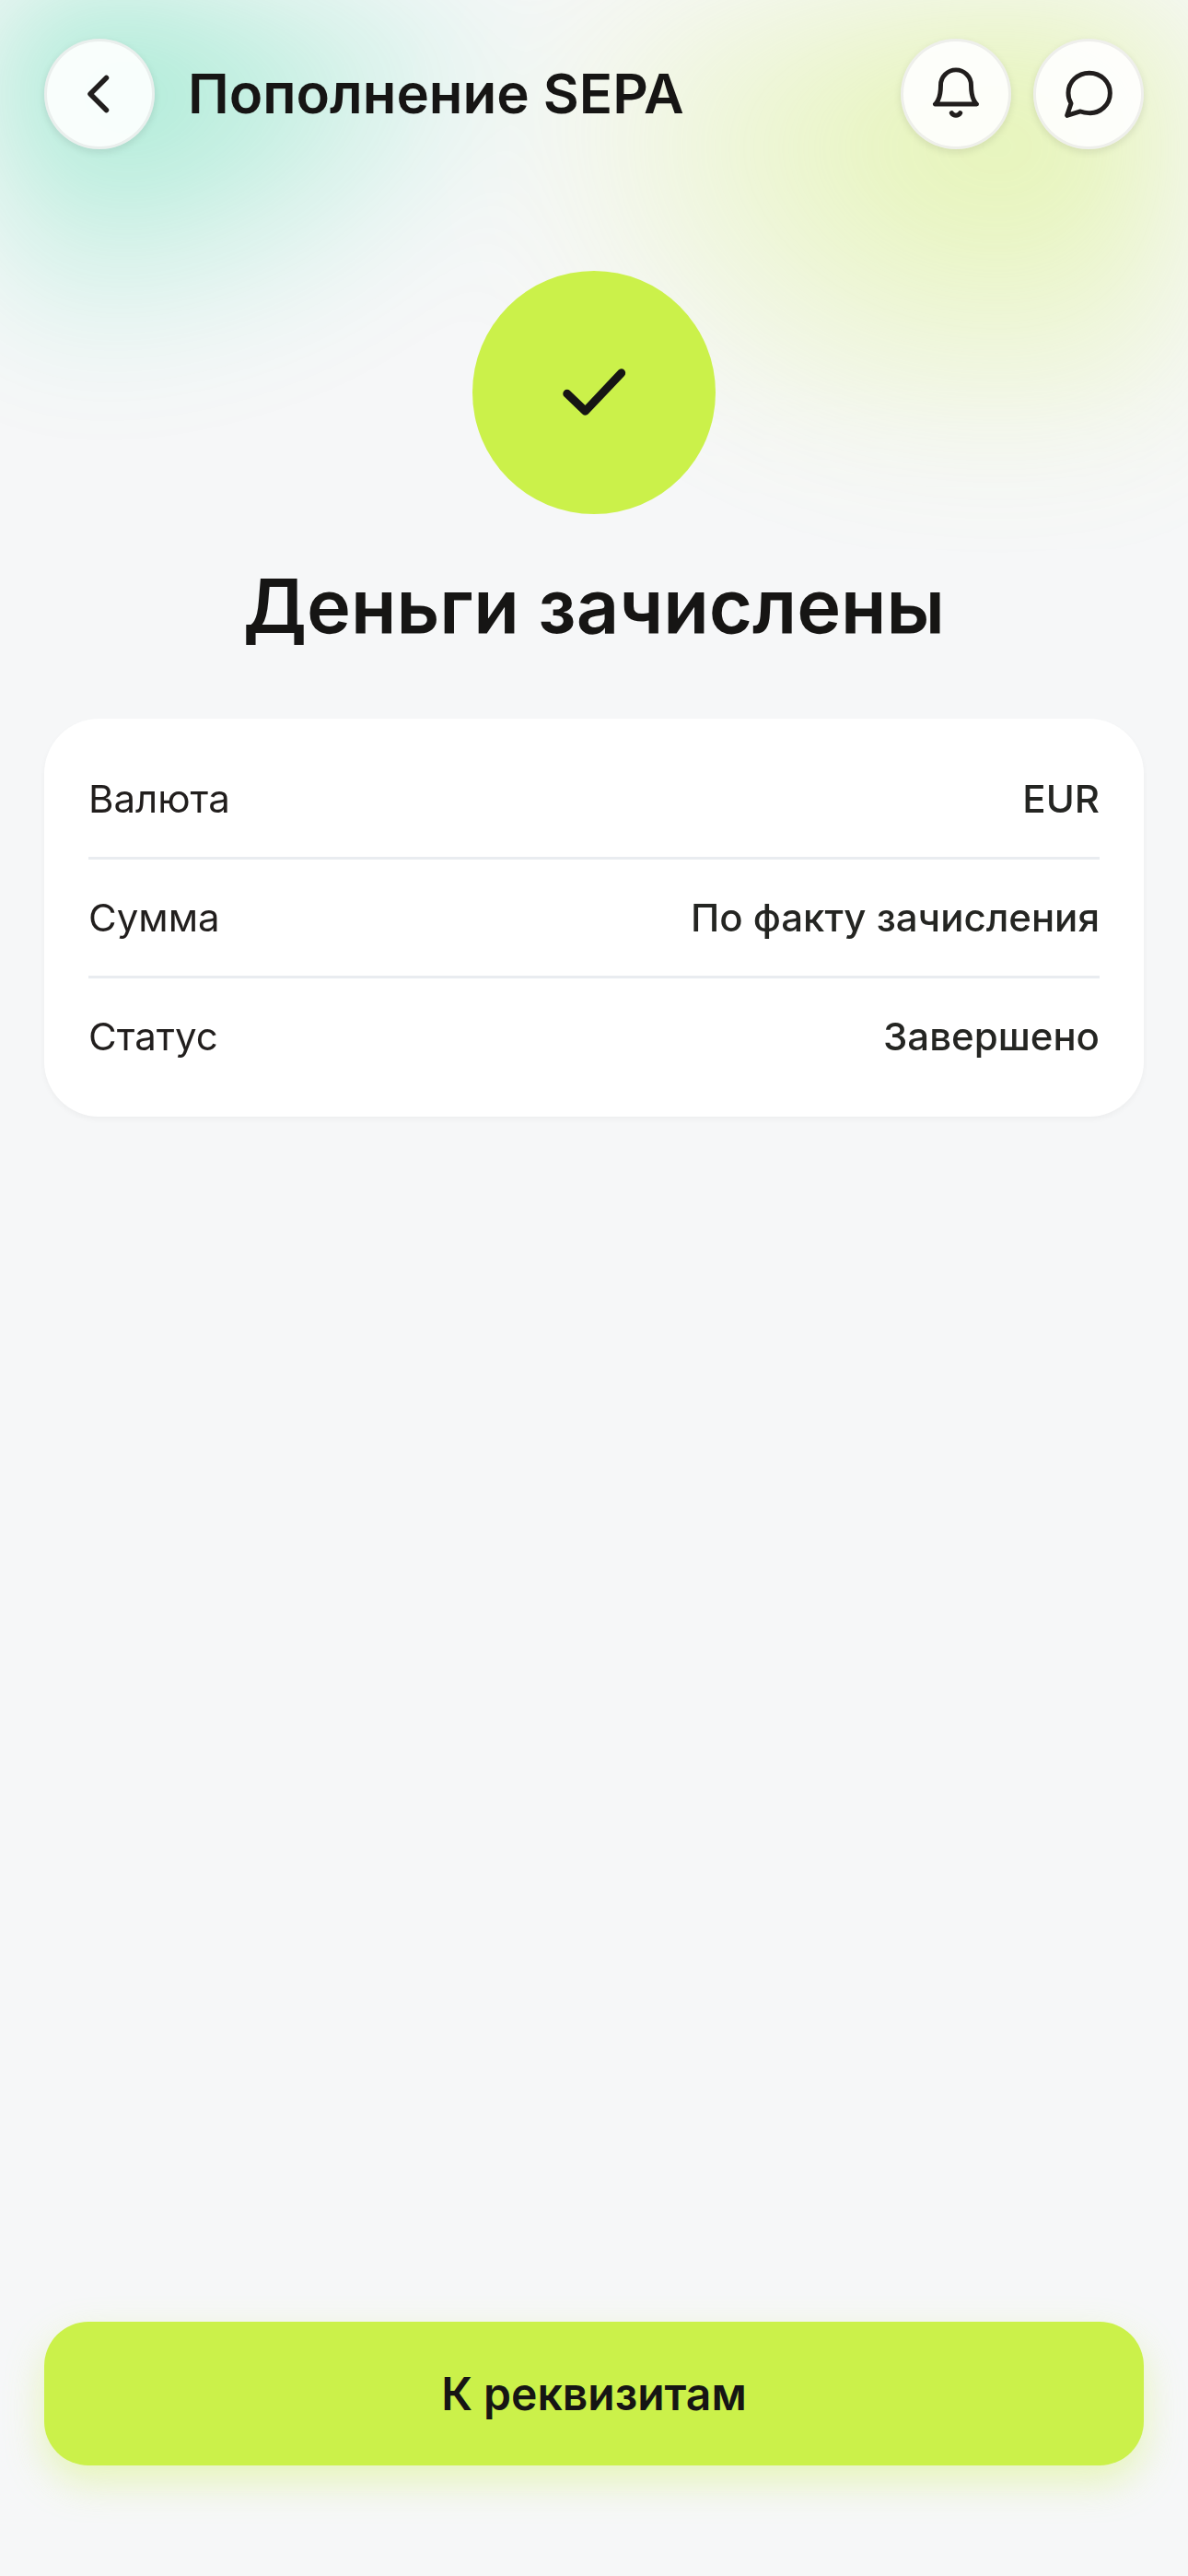 Пополнение SEPA
Деньги зачислены
Валюта EUR
Сумма По факту зачисления
Статус Завершено
К реквизитам